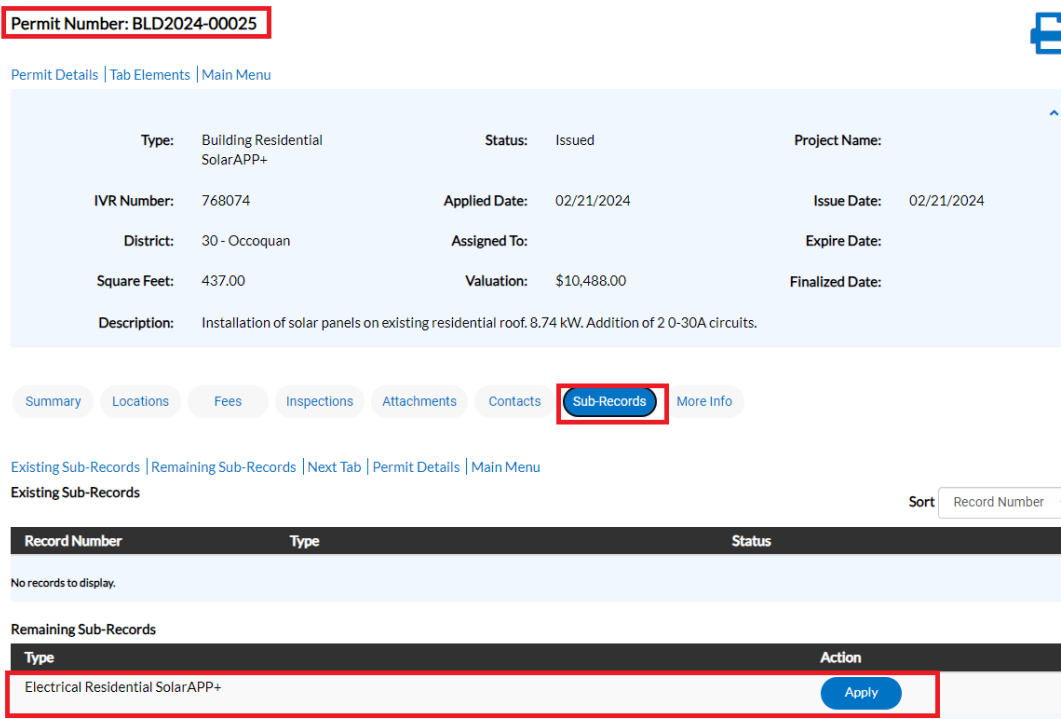 Permit Number: BLD2024-00025
Permit Details | Tab Elements | Main Menu
Type: Building Residential SolarAPP+ Status: Issued Project Name:
IVR Number: 768074 Applied Date: 02/21/2024 Issue Date: 02/21/2024
District: 30 - Occoquan Assigned To: Expire Date:
Square Feet: 437.00 Valuation: $10,488.00 Finalized Date:
Description: Installation of solar panels on existing residential roof. 8.74 kW. Addition of 2 0-30A circuits.
Summary Locations Fees Inspections Attachments Contacts Sub-Records More Info
Existing Sub-Records | Remaining Sub-Records | Next Tab | Permit Details | Main Menu
Existing Sub-Records
Sort Record Number
Record Number Type Status
No records to display.
Remaining Sub-Records
Type Action
Electrical Residential SolarAPP+ Apply